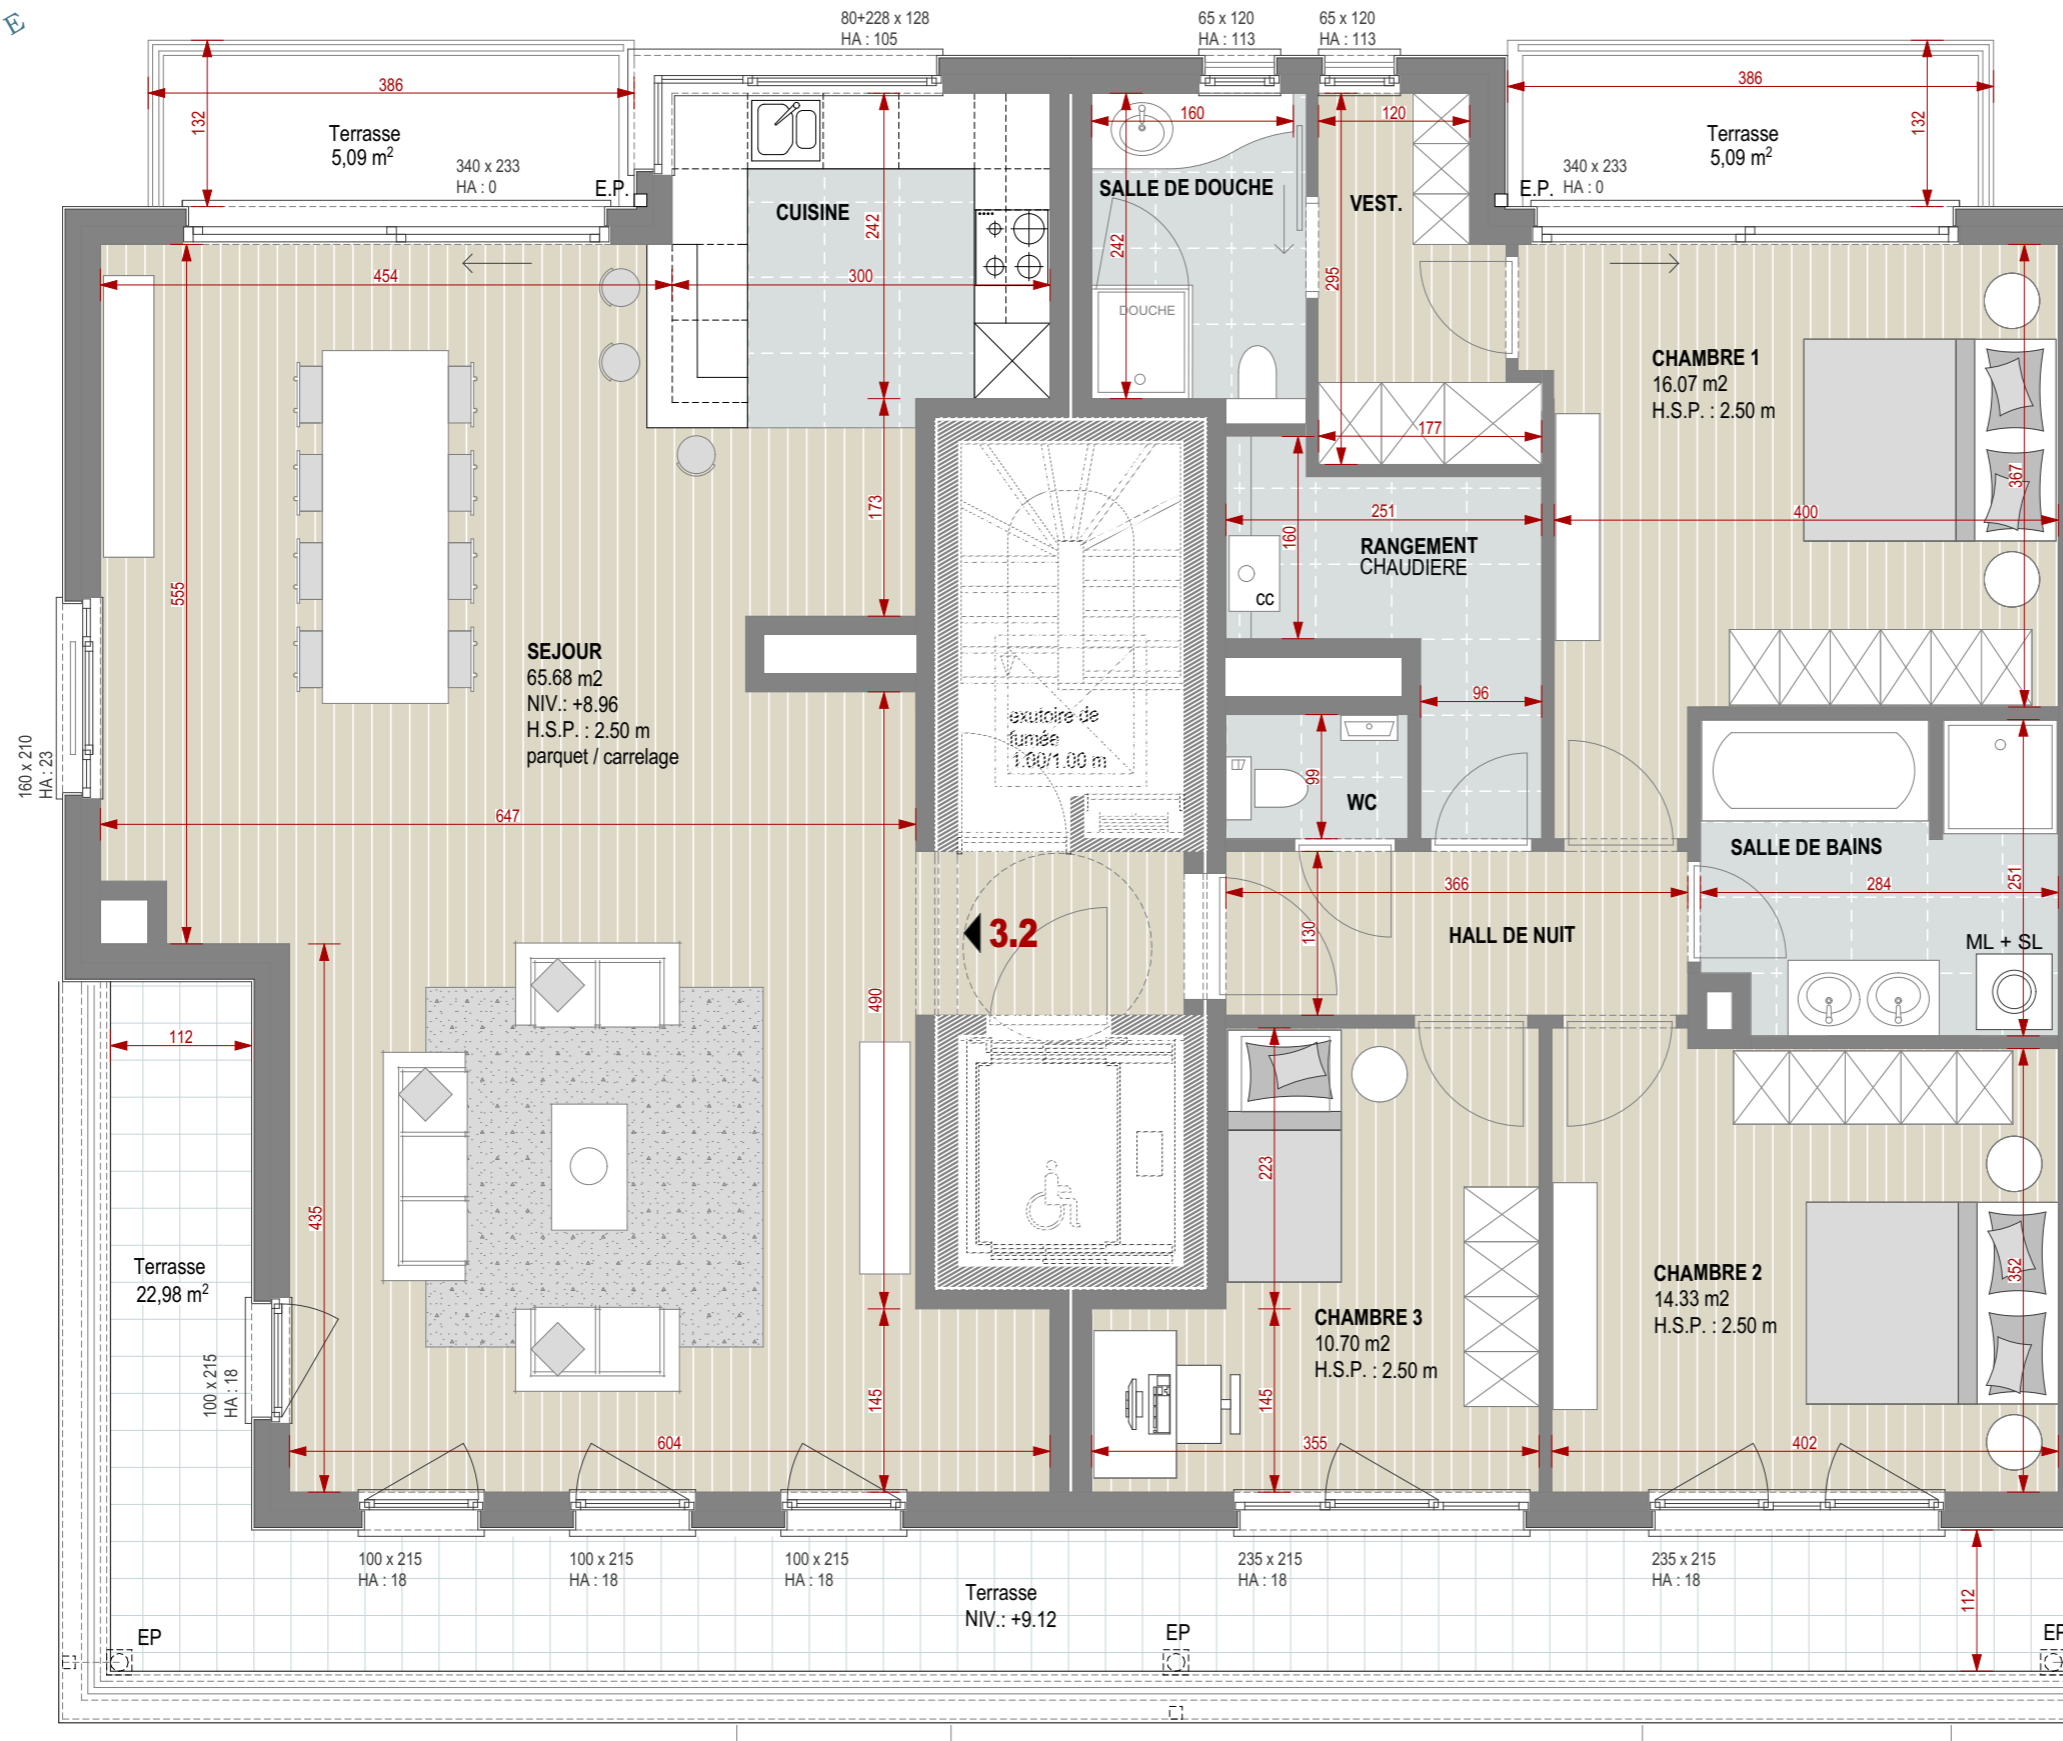 E
80+228 x 128
HA : 105
65 x 120
HA : 113
65 x 120
HA : 113
386
132
Terrasse
5,09 m²
340 x 233
HA : 0
E.P.
386
132
Terrasse
5,09 m²
E.P.
340 x 233
HA : 0
160
120
SALLE DE DOUCHE
VEST.
CUISINE
242
242
295
454
300
DOUCHE
CHAMBRE 1
16.07 m2
H.S.P. : 2.50 m
177
367
173
251
400
160
RANGEMENT
CHAUDIERE
CC
555
SEJOUR
65.68 m2
NIV.: +8.96
H.S.P. : 2.50 m
parquet / carrelage
96
exutoire de
fumée
1.00/1.00 m
160 x 210
HA : 23
99
WC
647
SALLE DE BAINS
366
284
251
3.2
130
HALL DE NUIT
ML + SL
490
112
223
435
Terrasse
22,98 m²
352
CHAMBRE 2
14.33 m2
H.S.P. : 2.50 m
CHAMBRE 3
10.70 m2
H.S.P. : 2.50 m
100 x 215
HA : 18
145
145
604
355
402
100 x 215
HA : 18
100 x 215
HA : 18
100 x 215
HA : 18
235 x 215
HA : 18
235 x 215
HA : 18
Terrasse
NIV.: +9.12
112
EP
EP
EP